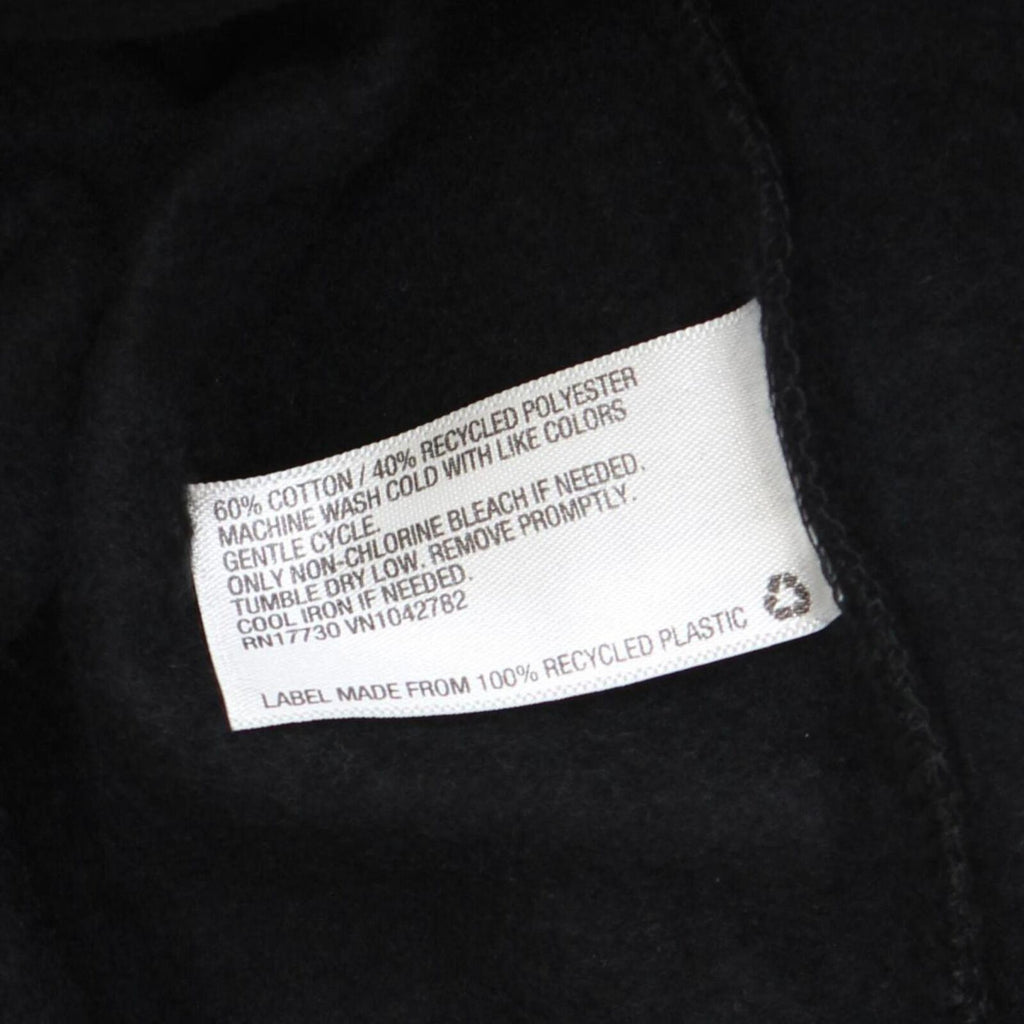 60% COTTON / 40% RECYCLED POLYESTER
MACHINE WASH COLD WITH LIKE COLORS
GENTLE CYCLE.
ONLY NON-CHLORINE BLEACH IF NEEDED.
TUMBLE DRY LOW. REMOVE PROMPTLY.
COOL IRON IF NEEDED.
RN17730 VN1042782
LABEL MADE FROM 100% RECYCLED PLASTIC